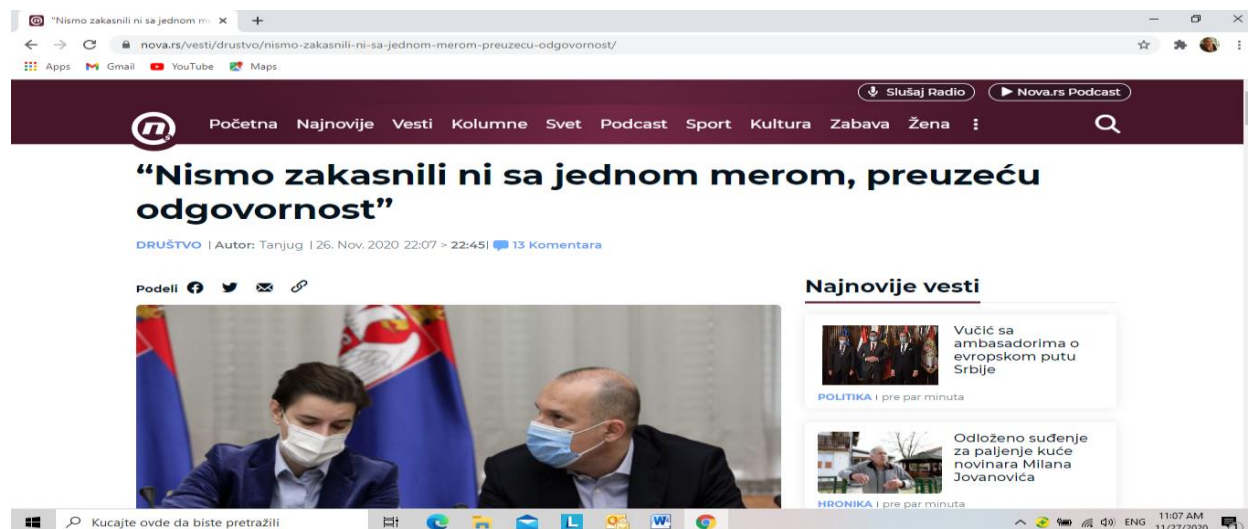 "Nismo zakasnili ni sa jednom m
nova.rs/vesti/drustvo/nismo-zakasnili-ni-sa-jednom-merom-preuzecu-odgovornost/
Apps Gmail YouTube Maps
Slušaj Radio Nova.rs Podcast
Početna Najnovije Vesti Kolumne Svet Podcast Sport Kultura Zabava Žena
“Nismo zakasnili ni sa jednom merom, preuzeću
odgovornost”
DRUŠTVO | Autor: Tanjug | 26. Nov. 2020 22:07 > 22:45| 13 Komentara
Podeli
Najnovije vesti
Vučić sa
ambasadorima o
evropskom putu
Srbije
POLITIKA | pre par minuta
Odloženo suđenje
za paljenje kuće
novinara Milana
Jovanovića
HRONIKA | pre par minuta
Kucajte ovde da biste pretražili
ENG
11:07 AM
11/27/2020